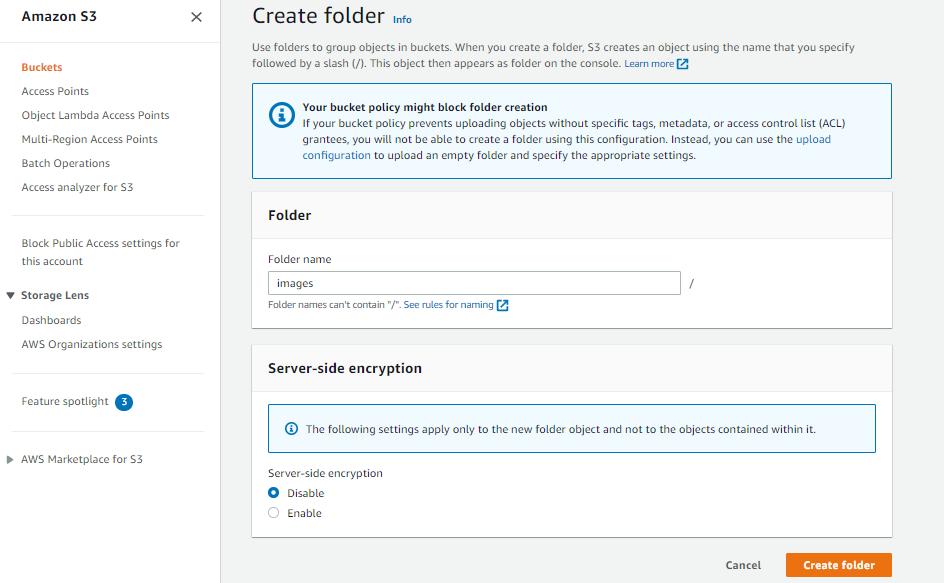 Amazon S3
Buckets
Access Points
Object Lambda Access Points
Multi-Region Access Points
Batch Operations
Access analyzer for S3
Block Public Access settings for
this account
Storage Lens
Dashboards
AWS Organizations settings
Feature spotlight 3
AWS Marketplace for S3
Create folder Info
Use folders to group objects in buckets. When you create a folder, S3 creates an object using the name that you specify
followed by a slash (/). This object then appears as folder on the console. Learn more
Your bucket policy might block folder creation
If your bucket policy prevents uploading objects without specific tags, metadata, or access control list (ACL)
grantees, you will not be able to create a folder using this configuration. Instead, you can use the upload
configuration to upload an empty folder and specify the appropriate settings.
Folder
Folder name
images /
Folder names can't contain "/". See rules for naming
Server-side encryption
The following settings apply only to the new folder object and not to the objects contained within it.
Server-side encryption
Disable
Enable
Cancel Create folder